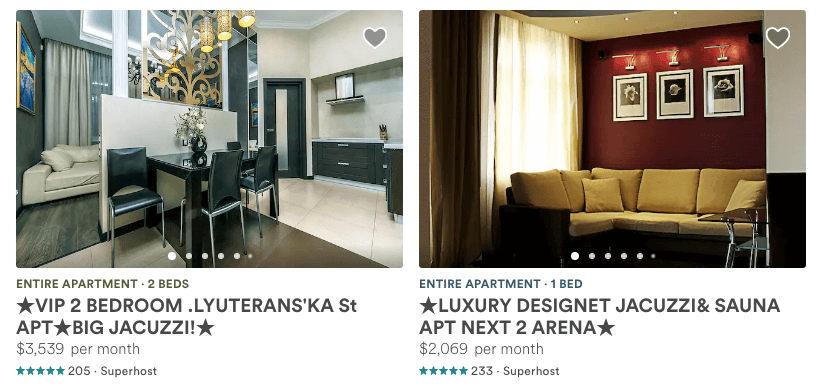 ENTIRE APARTMENT · 2 BEDS
★VIP 2 BEDROOM .LYUTERANS'KA St
APT★BIG JACUZZI!★
$3,539 per month
★★★★★ 205 · Superhost
ENTIRE APARTMENT · 1 BED
★LUXURY DESIGNET JACUZZI& SAUNA
APT NEXT 2 ARENA★
$2,069 per month
★★★★★ 233 · Superhost